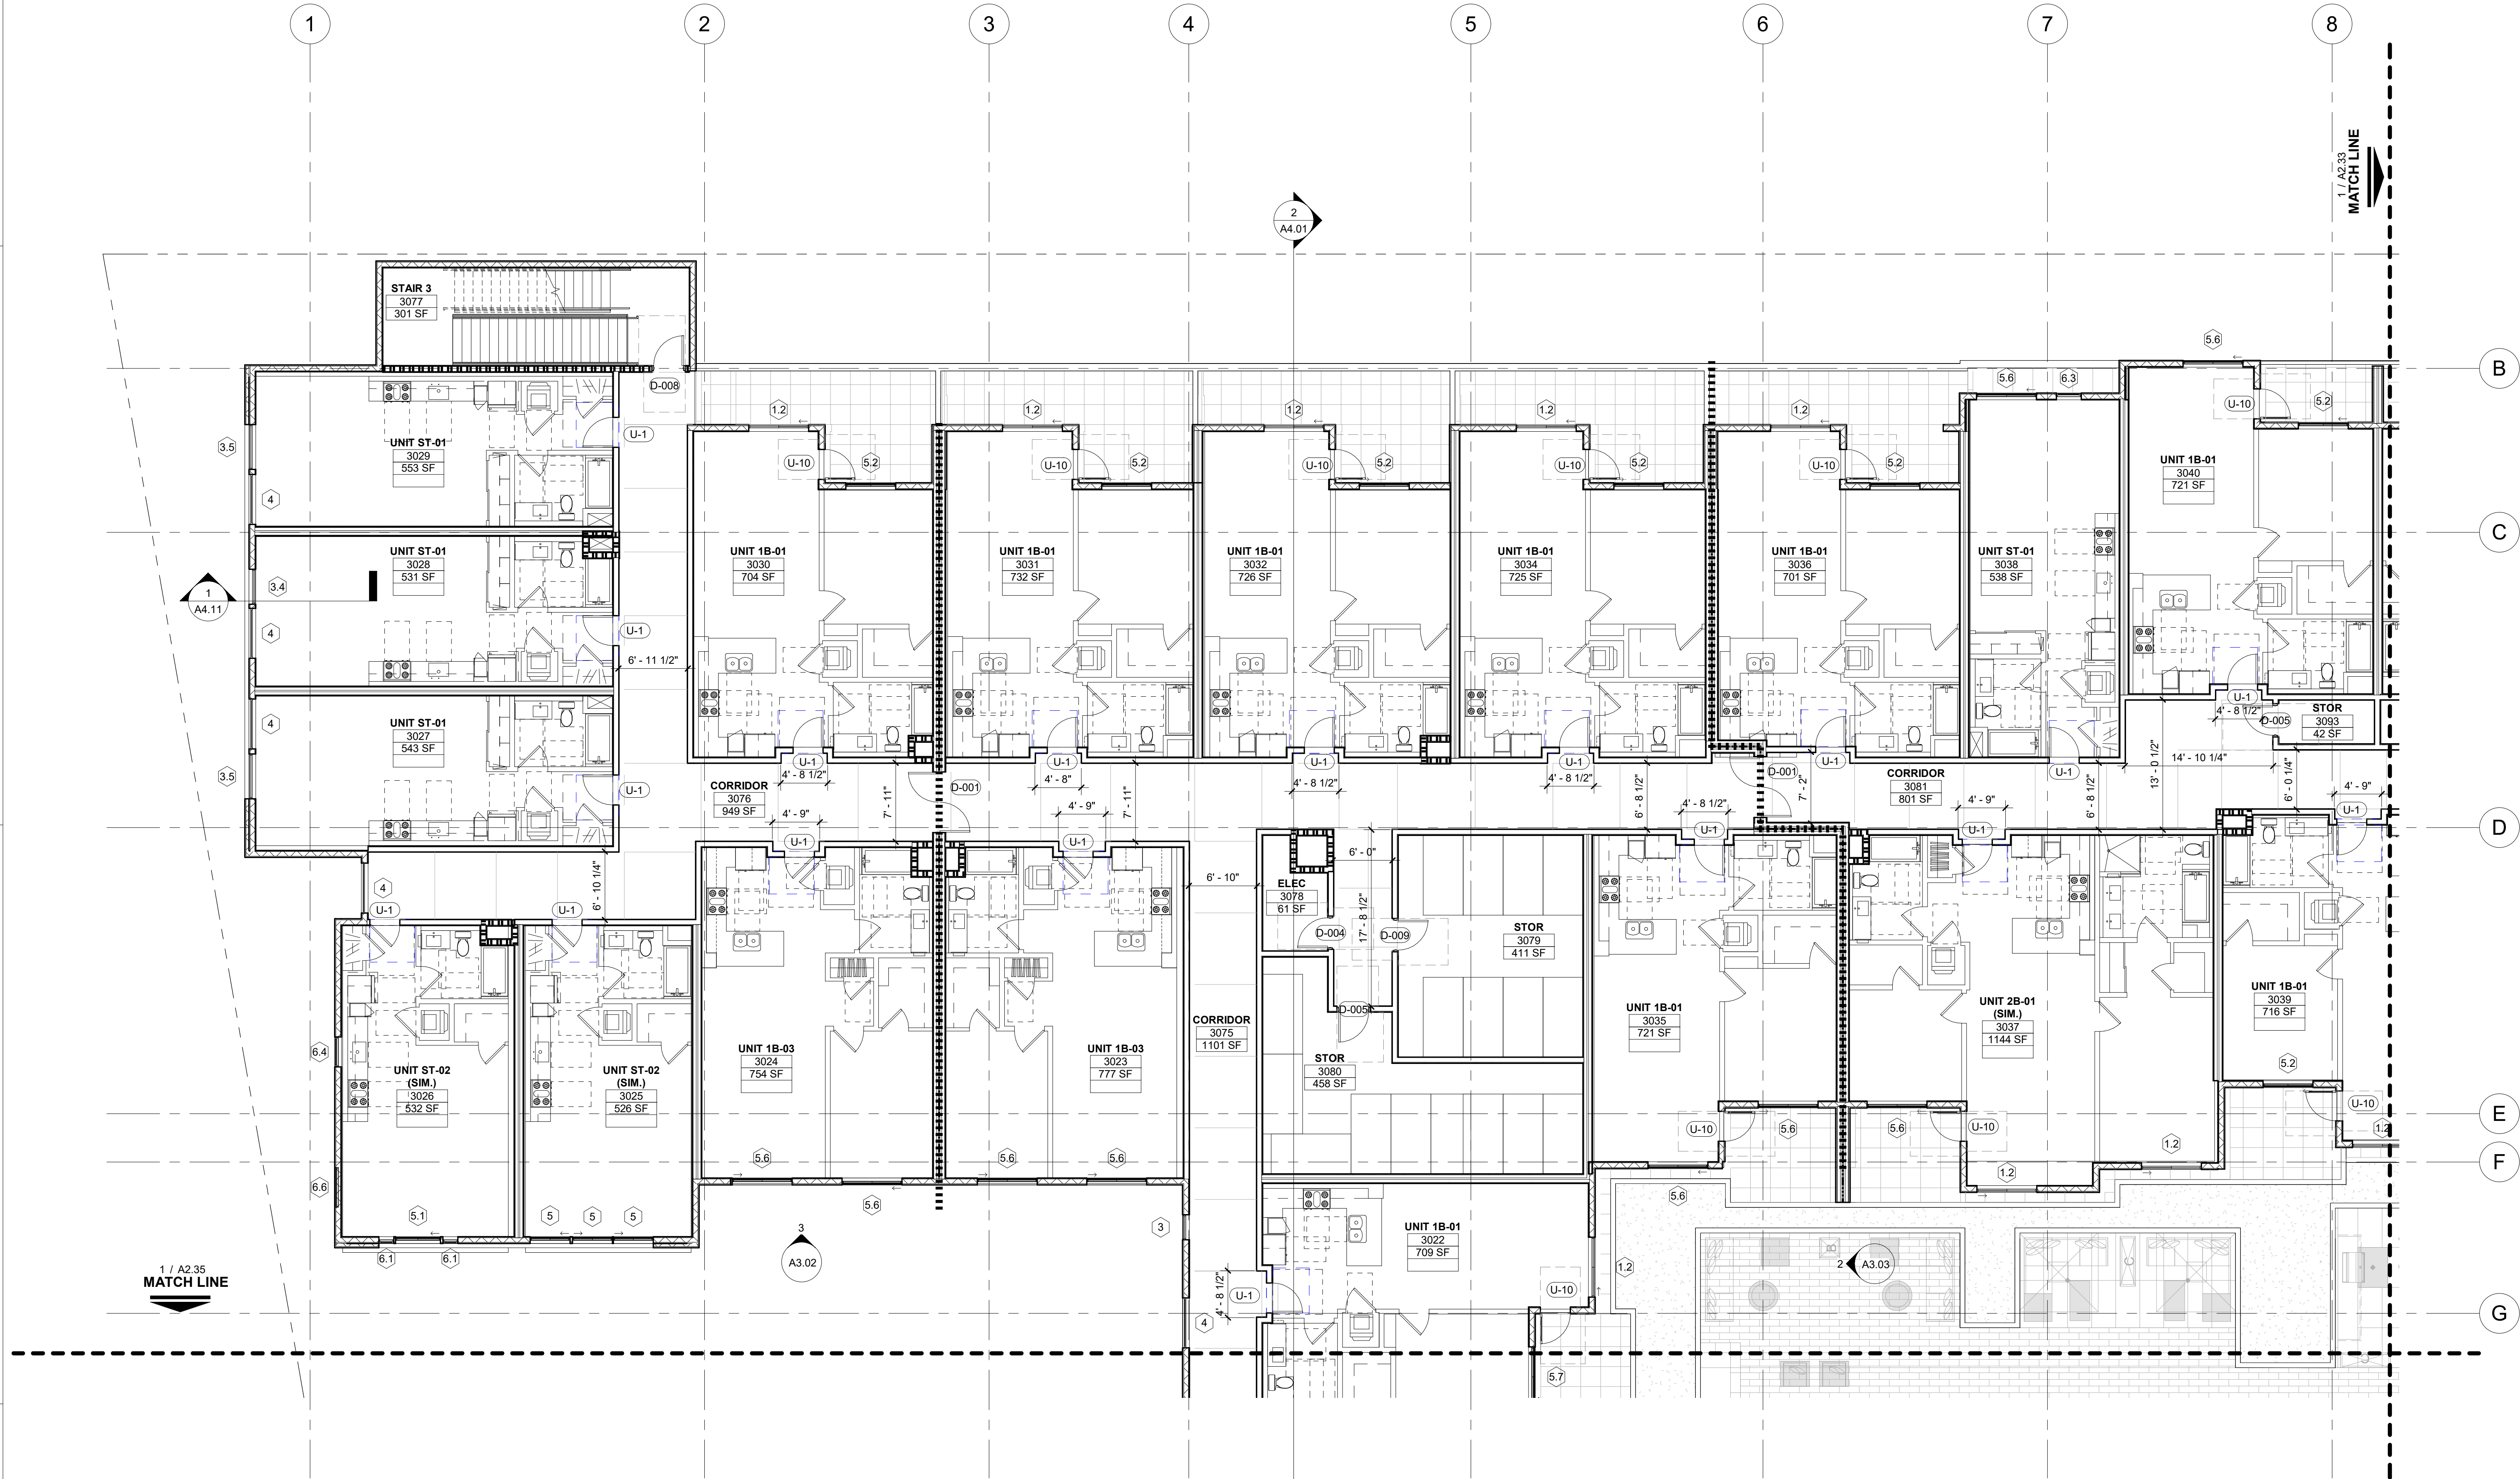 1 2 3 4 5 6 7 8
1 / A2.33
MATCH LINE
2
A4.01
B
C
D
E
F
G
STAIR 3
3077
301 SF
D-008
UNIT ST-01
3029
553 SF
U-1
3.5
4
UNIT ST-01
3028
531 SF
U-1
3.4
4
1
A4.11
UNIT ST-01
3027
543 SF
U-1
4
3.5
6' - 11 1/2"
1.2
U-10
5.2
UNIT 1B-01
3030
704 SF
U-1
4' - 8 1/2"
1.2
U-10
5.2
UNIT 1B-01
3031
732 SF
U-1
4' - 8"
1.2
U-10
5.2
UNIT 1B-01
3032
726 SF
U-1
4' - 8 1/2"
1.2
U-10
5.2
UNIT 1B-01
3034
725 SF
U-1
4' - 8 1/2"
1.2
U-10
5.2
UNIT 1B-01
3036
701 SF
U-1
5.6
6.3
UNIT ST-01
3038
538 SF
U-1
5.6
U-10
5.2
UNIT 1B-01
3040
721 SF
U-1
4' - 8 1/2"
D-005
STOR
3093
42 SF
13' - 0 1/2"
14' - 10 1/4"
6' - 0 1/4"
4' - 9"
U-1
CORRIDOR
3076
949 SF
4' - 9"
U-1
7' - 11"
D-001
4' - 9"
U-1
7' - 11"
6' - 8 1/2"
4' - 8 1/2"
U-1
D-001
7' - 2"
CORRIDOR
3081
801 SF
4' - 9"
U-1
6' - 8 1/2"
4
U-1
U-1
6' - 10 1/4"
6' - 10"
ELEC
3078
61 SF
6' - 0"
17' - 8 1/2"
D-004
D-009
D-005
STOR
3079
411 SF
STOR
3080
458 SF
CORRIDOR
3075
1101 SF
6.4
6.6
UNIT ST-02
(SIM.)
3026
532 SF
5.1
6.1
6.1
UNIT ST-02
(SIM.)
3025
526 SF
5
5
5
UNIT 1B-03
3024
754 SF
5.6
5.6
UNIT 1B-03
3023
777 SF
5.6
5.6
3
A3.02
3
4
UNIT 1B-01
3035
721 SF
U-10
5.6
5.6
UNIT 2B-01
(SIM.)
3037
1144 SF
5.6
U-10
1.2
1.2
UNIT 1B-01
3039
716 SF
5.2
U-10
1.2
UNIT 1B-01
3022
709 SF
U-1
4' - 8 1/2"
U-10
1.2
5.7
2
A3.03
1 / A2.35
MATCH LINE